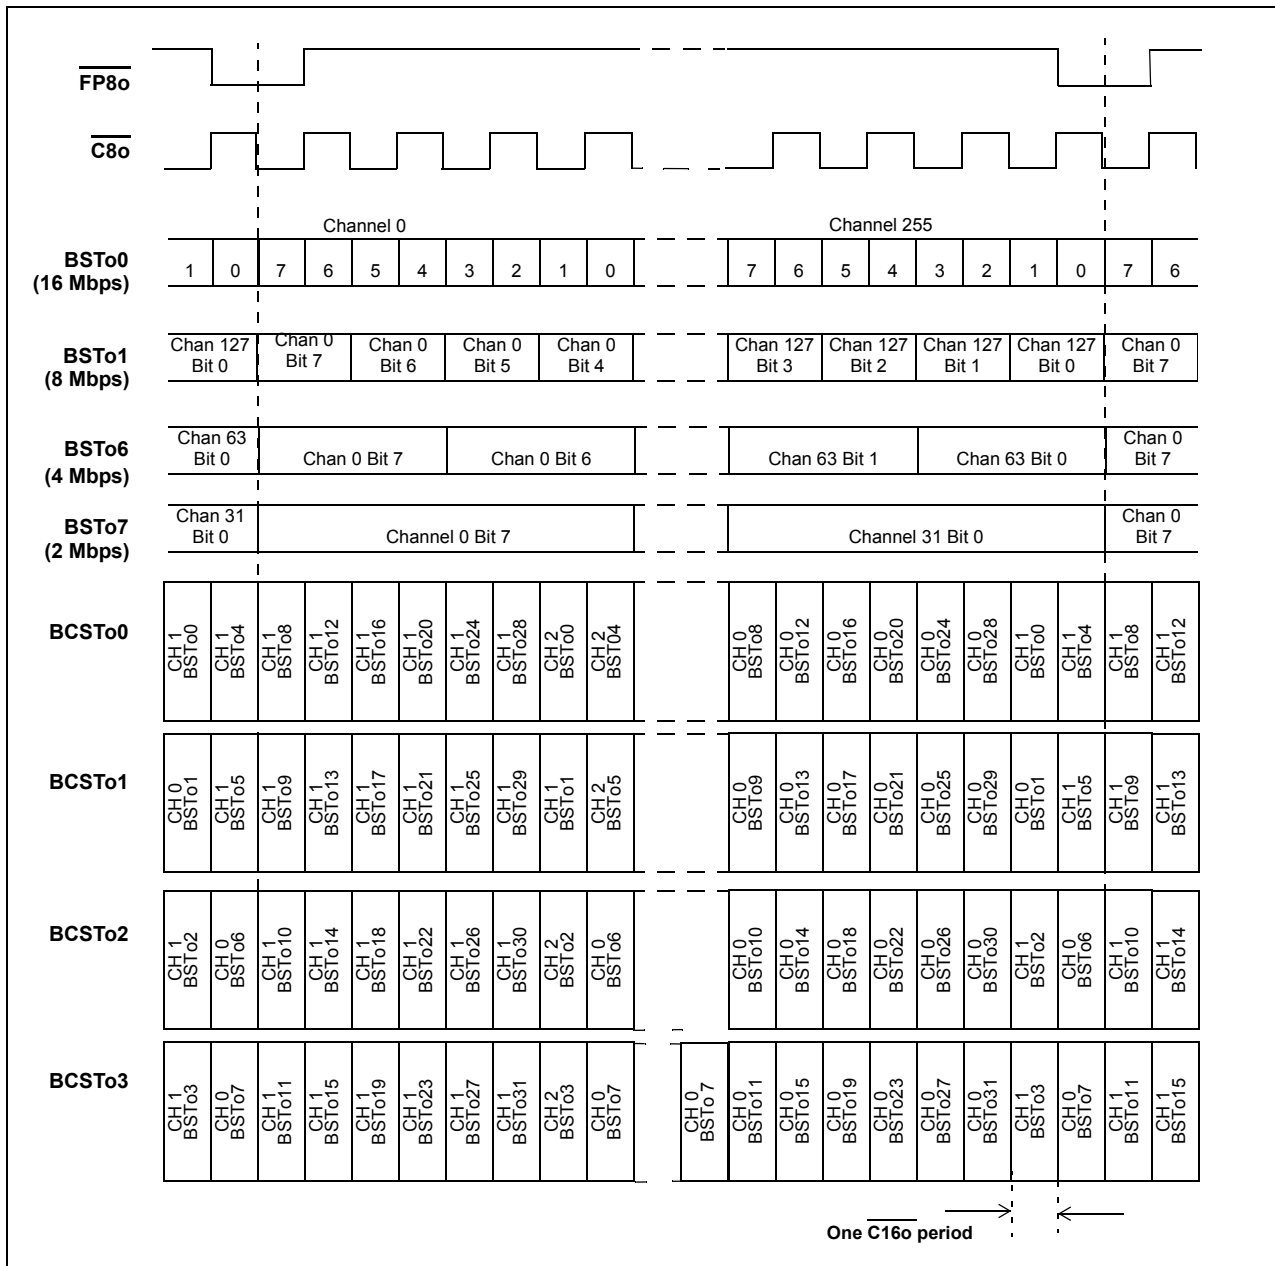 FP8o
C8o
Channel 0 Channel 255
BSTo0
(16 Mbps)
1 0 7 6 5 4 3 2 1 0 7 6 5 4 3 2 1 0 7 6
BSTo1
(8 Mbps)
Chan 127 Bit 0
Chan 0 Bit 7
Chan 0 Bit 6
Chan 0 Bit 5
Chan 0 Bit 4
Chan 127 Bit 3
Chan 127 Bit 2
Chan 127 Bit 1
Chan 127 Bit 0
Chan 0 Bit 7
BSTo6
(4 Mbps)
Chan 63 Bit 0
Chan 0 Bit 7
Chan 0 Bit 6
Chan 63 Bit 1
Chan 63 Bit 0
Chan 0 Bit 7
BSTo7
(2 Mbps)
Chan 31 Bit 0
Channel 0 Bit 7
Channel 31 Bit 0
Chan 0 Bit 7
BCSTo0
CH 1 BSTo0
CH 1 BSTo4
CH 1 BSTo8
CH 1 BSTo12
CH 1 BSTo16
CH 1 BSTo20
CH 1 BSTo24
CH 1 BSTo28
CH 2 BSTo0
CH 2 BST04
CH 0 BSTo8
CH 0 BSTo12
CH 0 BSTo16
CH 0 BSTo20
CH 0 BSTo24
CH 0 BSTo28
CH 1 BSTo0
CH 1 BSTo4
CH 1 BSTo8
CH 1 BSTo12
BCSTo1
CH 0 BSTo1
CH 1 BSTo5
CH 1 BSTo9
CH 1 BSTo13
CH 1 BSTo17
CH 1 BSTo21
CH 1 BSTo25
CH 1 BSTo29
CH 1 BSTo1
CH 2 BSTo5
CH 0 BSTo9
CH 0 BSTo13
CH 0 BSTo17
CH 0 BSTo21
CH 0 BSTo25
CH 0 BSTo29
CH 0 BSTo1
CH 1 BSTo5
CH 1 BSTo9
CH 1 BSTo13
BCSTo2
CH 1 BSTo2
CH 0 BSTo6
CH 1 BSTo10
CH 1 BSTo14
CH 1 BSTo18
CH 1 BSTo22
CH 1 BSTo26
CH 1 BSTo30
CH 2 BSTo2
CH 0 BSTo6
CH 0 BSTo10
CH 0 BSTo14
CH 0 BSTo18
CH 0 BSTo22
CH 0 BSTo26
CH 0 BSTo30
CH 1 BSTo2
CH 0 BSTo6
CH 1 BSTo10
CH 1 BSTo14
BCSTo3
CH 1 BSTo3
CH 0 BSTo7
CH 1 BSTo11
CH 1 BSTo15
CH 1 BSTo19
CH 1 BSTo23
CH 1 BSTo27
CH 1 BSTo31
CH 2 BSTo3
CH 0 BSTo7
CH 0 BSTo 7
CH 0 BSTo11
CH 0 BSTo15
CH 0 BSTo19
CH 0 BSTo23
CH 0 BSTo27
CH 0 BSTo31
CH 1 BSTo3
CH 0 BSTo7
CH 1 BSTo11
CH 1 BSTo15
One C16o period